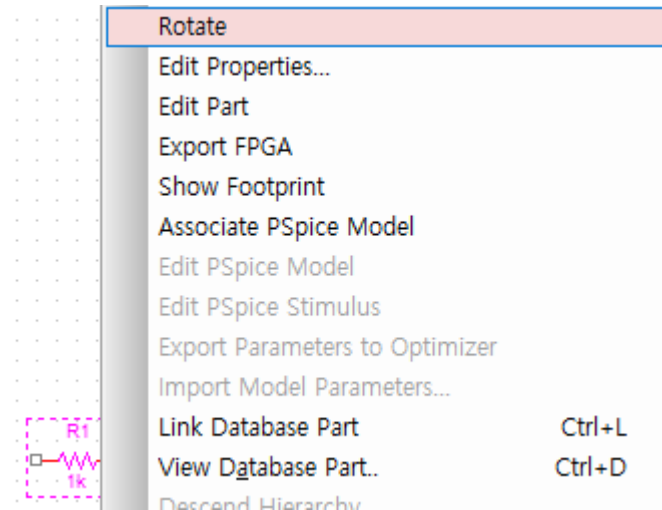 Rotate
Edit Properties...
Edit Part
Export FPGA
Show Footprint
Associate PSpice Model
Edit PSpice Model
Edit PSpice Stimulus
Export Parameters to Optimizer
Import Model Parameters...
R1
Link Database Part Ctrl+L
1k
View Database Part.. Ctrl+D
Descend Hierarchy